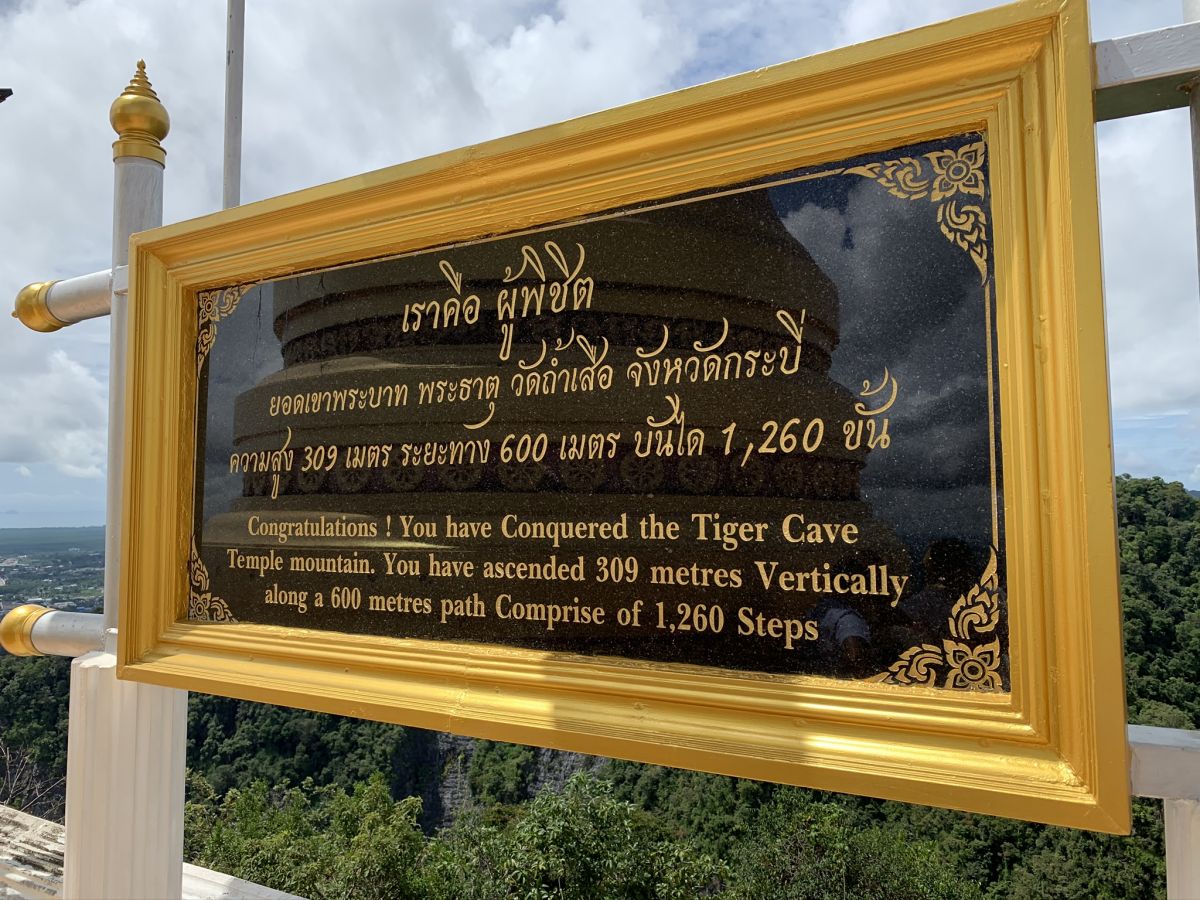 เราคือ ผู้พิชิต
ยอดเขาพระบาท พระธาตุ วัดถ้ำเสือ จังหวัดกระบี่
ความสูง 309 เมตร ระยะทาง 600 เมตร บันได 1,260 ขั้น
Congratulations ! You have Conquered the Tiger Cave
Temple mountain. You have ascended 309 metres Vertically
along a 600 metres path Comprise of 1,260 Steps